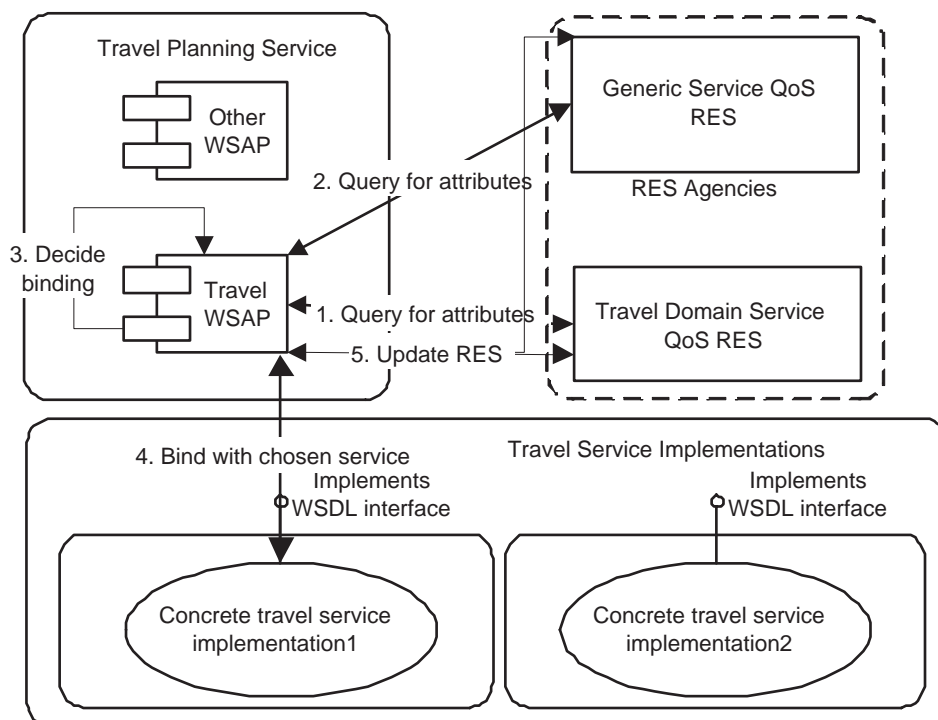 Travel Planning Service
Other
WSAP
Generic Service QoS
RES
2. Query for attributes
RES Agencies
3. Decide
binding
Travel
WSAP
1. Query for attributes
Travel Domain Service
QoS RES
5. Update RES
4. Bind with chosen service
Travel Service Implementations
Implements
WSDL interface
Implements
WSDL interface
Concrete travel service
implementation1
Concrete travel service
implementation2